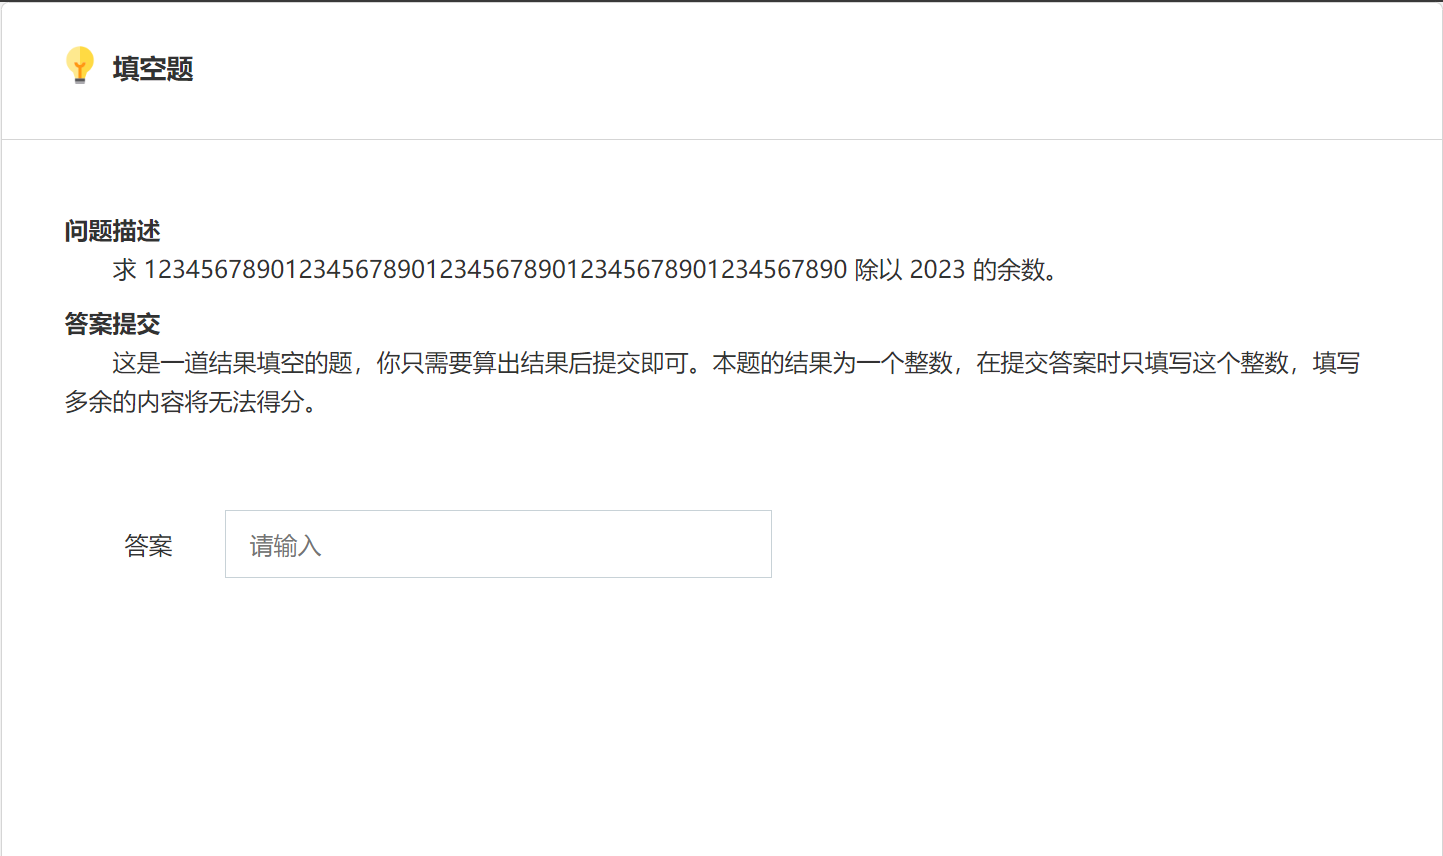 填空题
问题描述
求 12345678901234567890123456789012345678901234567890 除以 2023 的余数。
答案提交
这是一道结果填空的题，你只需要算出结果后提交即可。本题的结果为一个整数，在提交答案时只填写这个整数，填写
多余的内容将无法得分。
答案 请输入